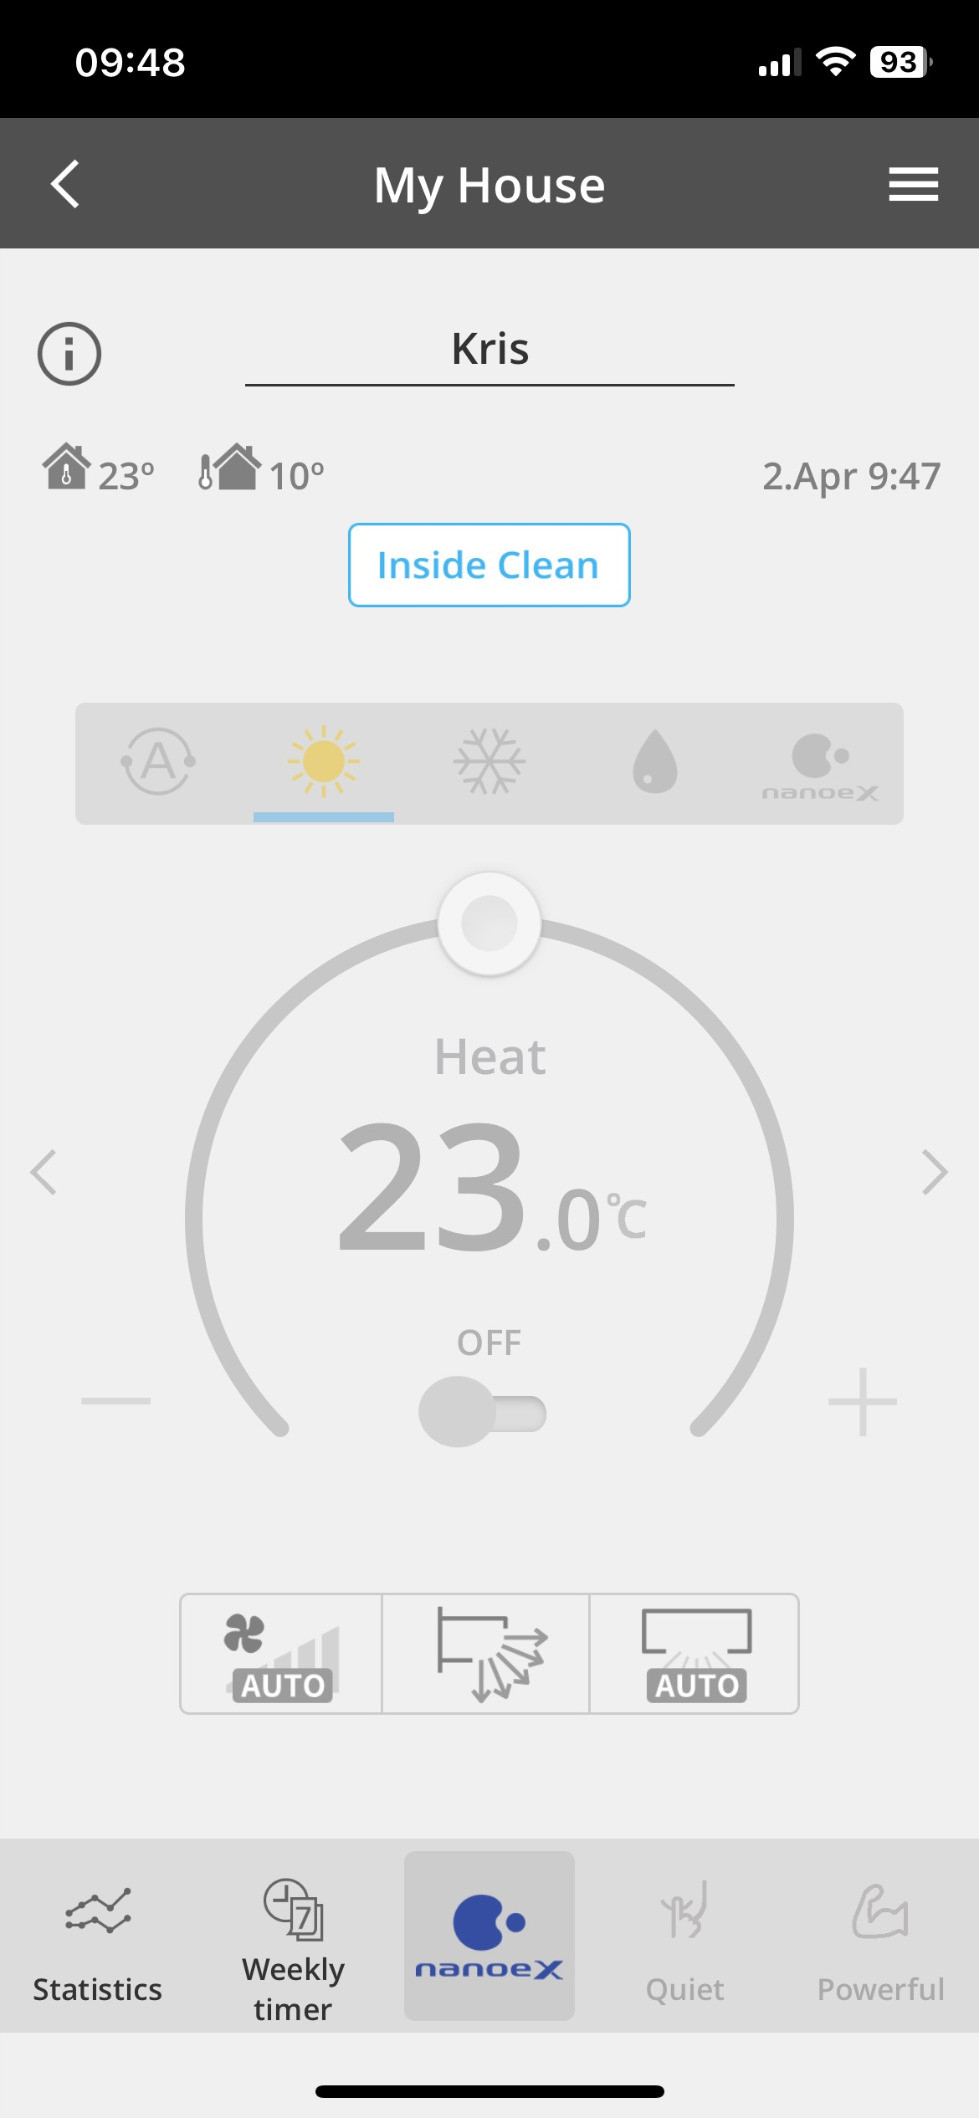 09:48
93
My House
Kris
23° 10° 2.Apr 9:47
Inside Clean
A
nanoeX
Heat
23.0°C
OFF
AUTO AUTO
7
nanoeX
Statistics
Weekly
timer
Quiet
Powerful